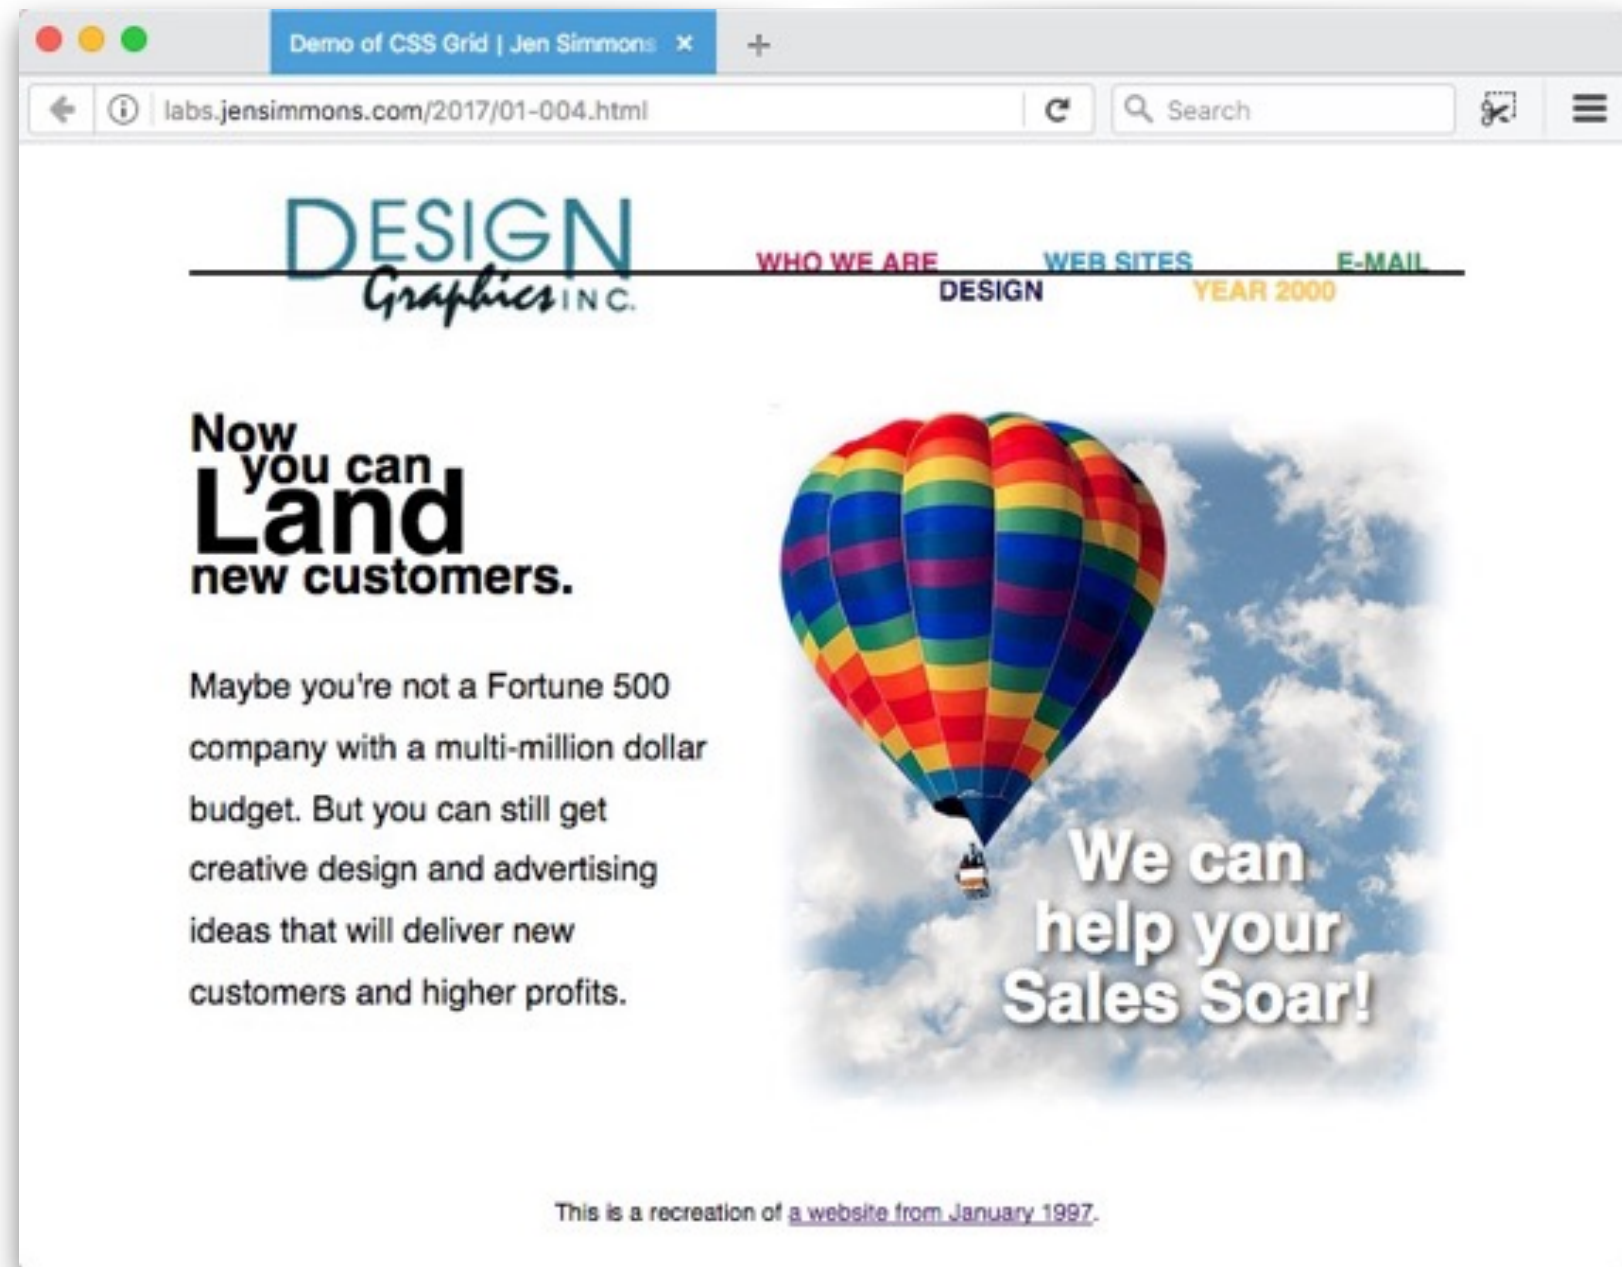 Demo of CSS Grid | Jen Simmons
labs.jensimmons.com/2017/01-004.html
Search
DESIGN
Graphics INC.
WHO WE ARE WEB SITES E-MAIL
DESIGN YEAR 2000
Now
you can
Land
new customers.
Maybe you're not a Fortune 500
company with a multi-million dollar
budget. But you can still get
creative design and advertising
ideas that will deliver new
customers and higher profits.
We can
help your
Sales Soar!
This is a recreation of a website from January 1997.